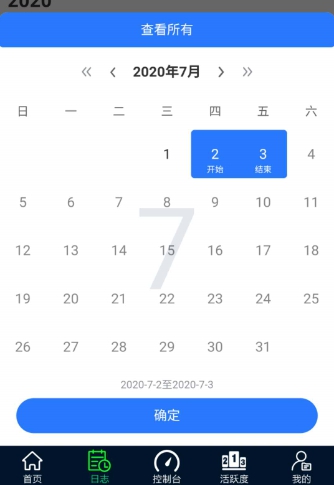 2020
查看所有
2020年7月
日 一 二 三 四 五 六
1 2 3 4
开始 结束
5 6 7 8 9 10 11
12 13 14 15 16 17 18
19 20 21 22 23 24 25
26 27 28 29 30 31
7
2020-7-2至2020-7-3
确定
首页 日志 控制台 活跃度 我的